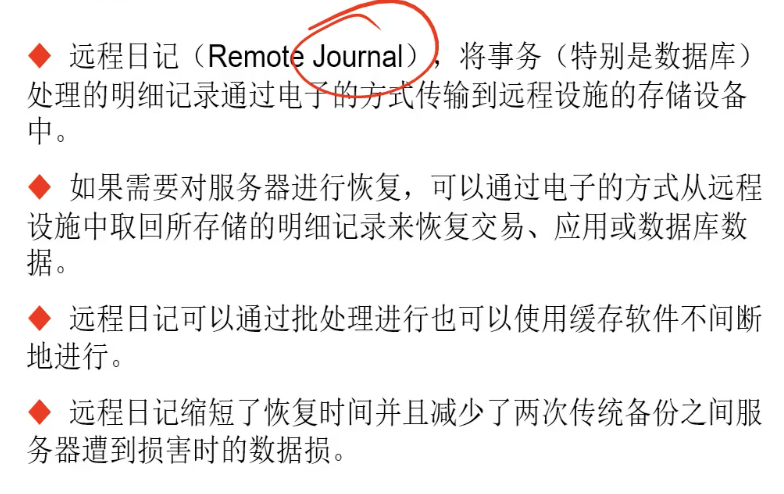 ◆ 远程日记（Remote Journal），将事务（特别是数据库）
处理的明细记录通过电子的方式传输到远程设施的存储设备
中。
◆ 如果需要对服务器进行恢复，可以通过电子的方式从远程
设施中取回所存储的明细记录来恢复交易、应用或数据库数
据。
◆ 远程日记可以通过批处理进行也可以使用缓存软件不间断
地进行。
◆ 远程日记缩短了恢复时间并且减少了两次传统备份之间服
务器遭到损害时的数据损。